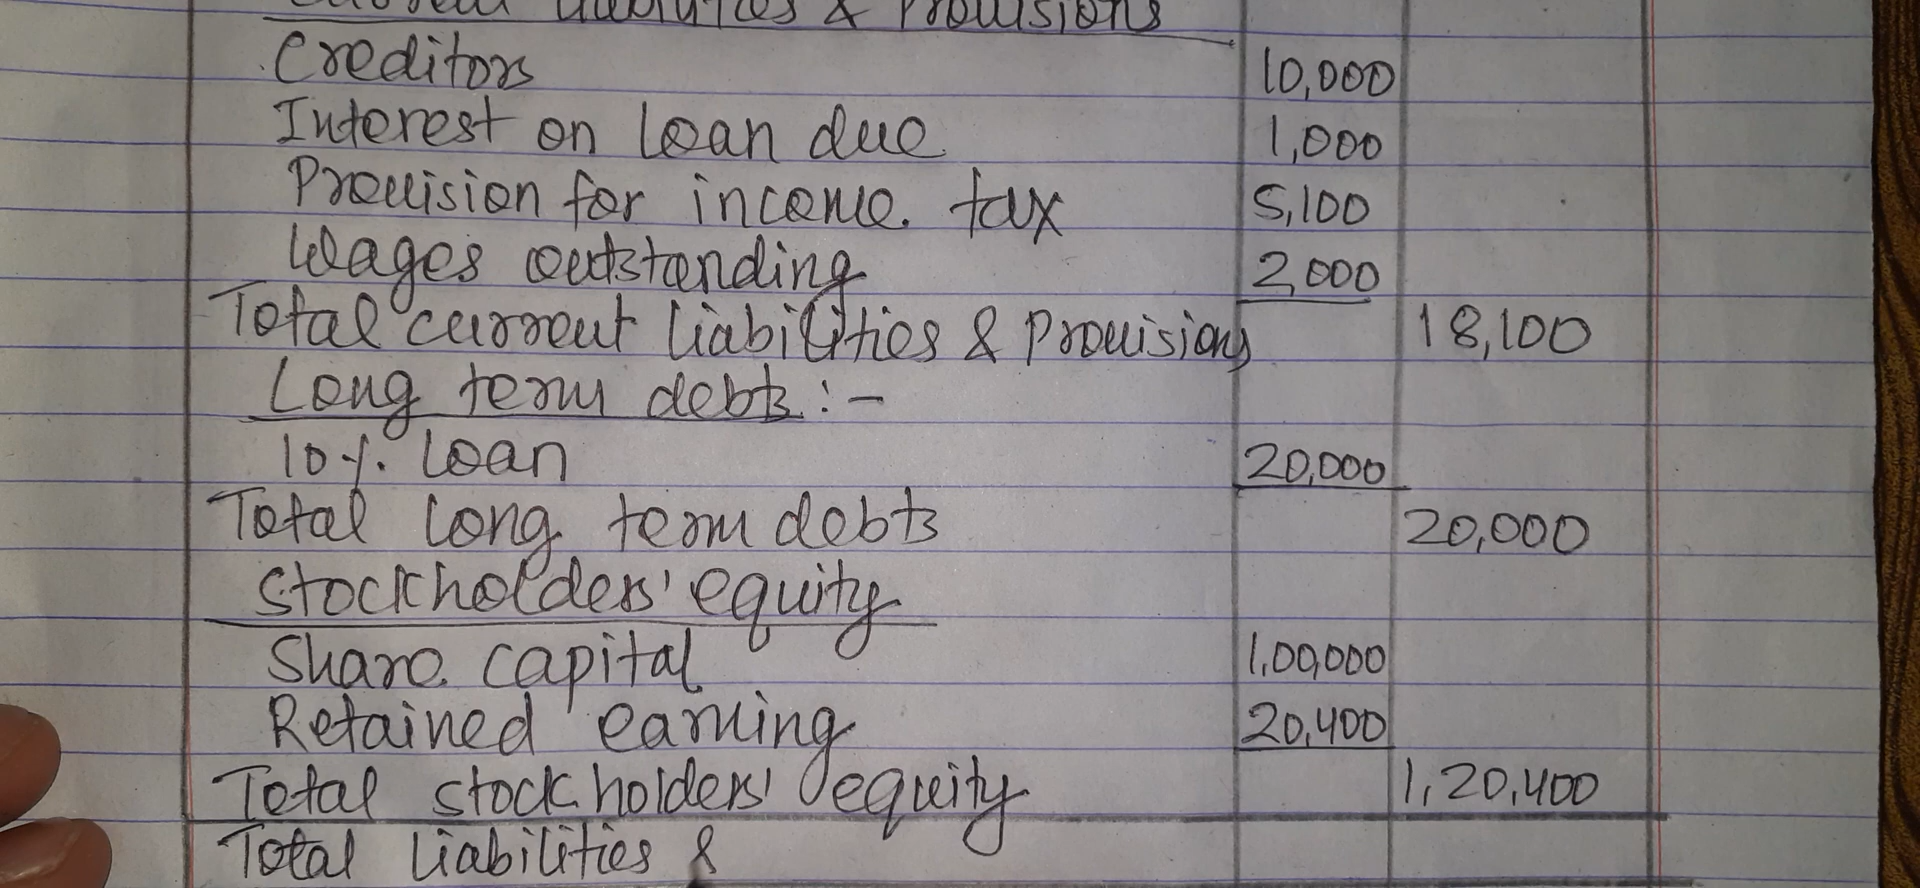 Current liabilities & Provisions
Creditors 10,000
Interest on loan due 1,000
Provision for income tax 5,100
Wages outstanding 2,000
Total current liabilities & Provisions 18,100
Long term debts :-
10% Loan 20,000
Total long term debts 20,000
Stockholders' equity
Share capital 1,00,000
Retained earning 20,400
Total stockholders' equity 1,20,400
Total liabilities &